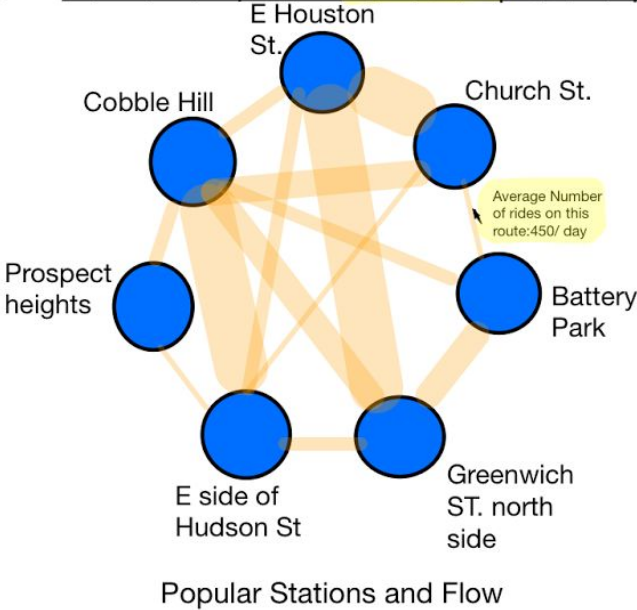 E Houston
St.
Cobble Hill
Church St.
Average Number
of rides on this
route:450/ day
Prospect
heights
Battery
Park
E side of
Hudson St
Greenwich
ST. north
side
Popular Stations and Flow